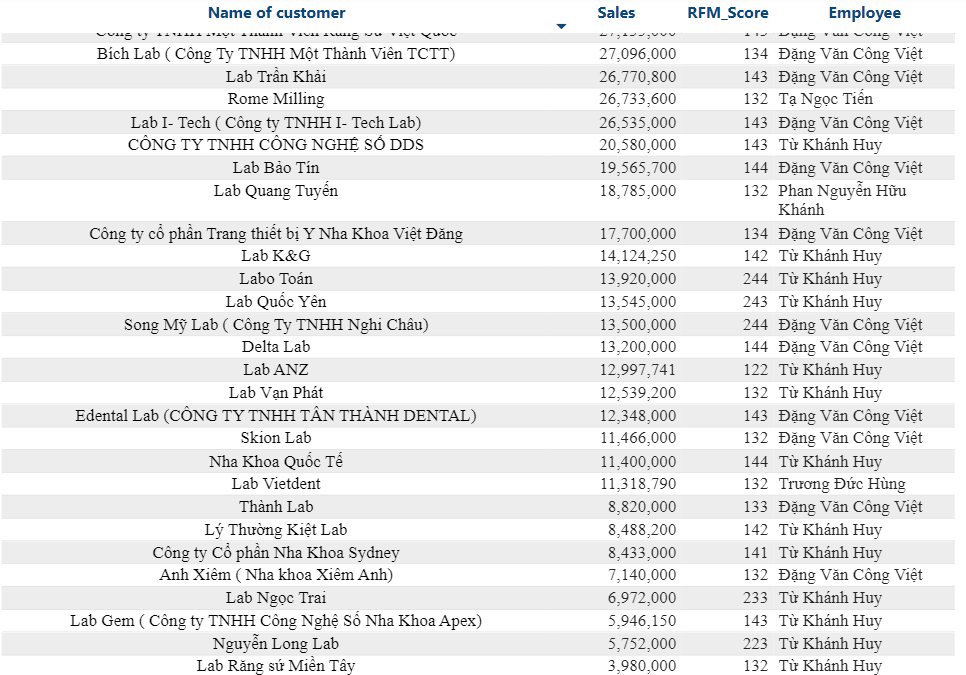 Name of customer Sales RFM_Score Employee
Công ty TNHH Một Thành Viên Răng Sứ Việt Quốc 143 Đặng Văn Công Việt
Bích Lab ( Công Ty TNHH Một Thành Viên TCTT) 27,096,000 134 Đặng Văn Công Việt
Lab Trần Khải 26,770,800 143 Đặng Văn Công Việt
Rome Milling 26,733,600 132 Tạ Ngọc Tiến
Lab I- Tech ( Công ty TNHH I- Tech Lab) 26,535,000 143 Đặng Văn Công Việt
CÔNG TY TNHH CÔNG NGHỆ SỐ DDS 20,580,000 143 Từ Khánh Huy
Lab Bảo Tín 19,565,700 144 Đặng Văn Công Việt
Lab Quang Tuyến 18,785,000 132 Phan Nguyễn Hữu
Khánh
Công ty cổ phần Trang thiết bị Y Nha Khoa Việt Đăng 17,700,000 134 Đặng Văn Công Việt
Lab K&G 14,124,250 142 Từ Khánh Huy
Labo Toán 13,920,000 244 Từ Khánh Huy
Lab Quốc Yên 13,545,000 243 Từ Khánh Huy
Song Mỹ Lab ( Công Ty TNHH Nghi Châu) 13,500,000 244 Đặng Văn Công Việt
Delta Lab 13,200,000 144 Đặng Văn Công Việt
Lab ANZ 12,997,741 122 Từ Khánh Huy
Lab Vạn Phát 12,539,200 132 Từ Khánh Huy
Edental Lab (CÔNG TY TNHH TÂN THÀNH DENTAL) 12,348,000 143 Đặng Văn Công Việt
Skion Lab 11,466,000 132 Đặng Văn Công Việt
Nha Khoa Quốc Tế 11,400,000 144 Từ Khánh Huy
Lab Vietdent 11,318,790 132 Trương Đức Hùng
Thành Lab 8,820,000 133 Đặng Văn Công Việt
Lý Thường Kiệt Lab 8,488,200 142 Từ Khánh Huy
Công ty Cổ phần Nha Khoa Sydney 8,433,000 141 Từ Khánh Huy
Anh Xiêm ( Nha khoa Xiêm Anh) 7,140,000 132 Đặng Văn Công Việt
Lab Ngọc Trai 6,972,000 233 Từ Khánh Huy
Lab Gem ( Công ty TNHH Công Nghệ Số Nha Khoa Apex) 5,946,150 143 Từ Khánh Huy
Nguyễn Long Lab 5,752,000 223 Từ Khánh Huy
Lab Răng sứ Miền Tây 3,980,000 132 Từ Khánh Huy